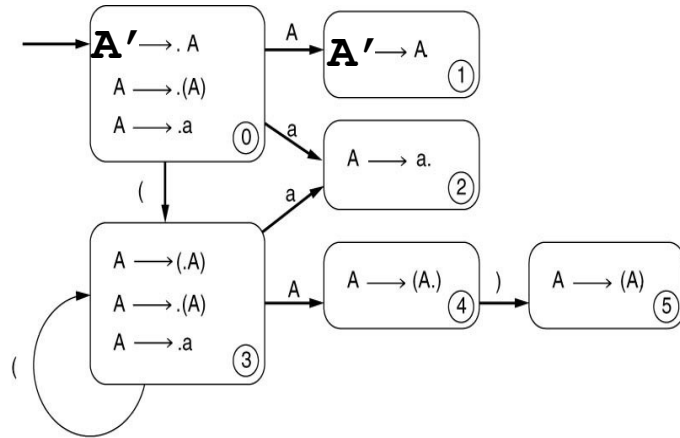 A' ⟶ . A
A ⟶ .(A)
A ⟶ .a
0
A
A' ⟶ A.
1
a
A ⟶ a.
2
(
a
A ⟶ (.A)
A ⟶ .(A)
A ⟶ .a
3
A
A ⟶ (A.)
4
)
A ⟶ (A)
5
(